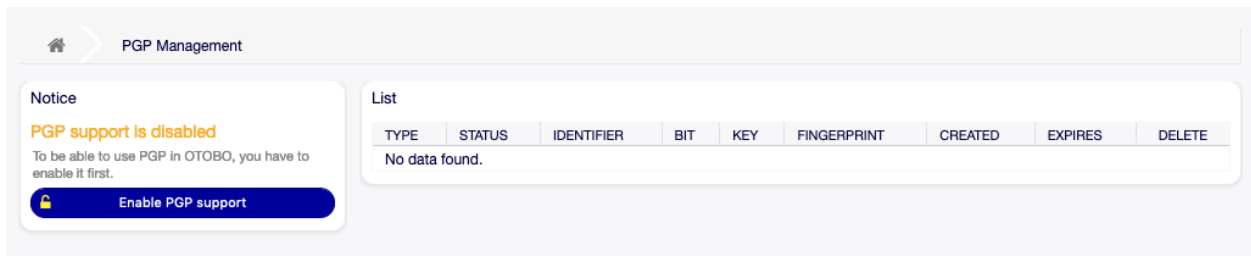 PGP Management
Notice
PGP support is disabled
To be able to use PGP in OTOBO, you have to
enable it first.
Enable PGP support
List
TYPE STATUS IDENTIFIER BIT KEY FINGERPRINT CREATED EXPIRES DELETE
No data found.